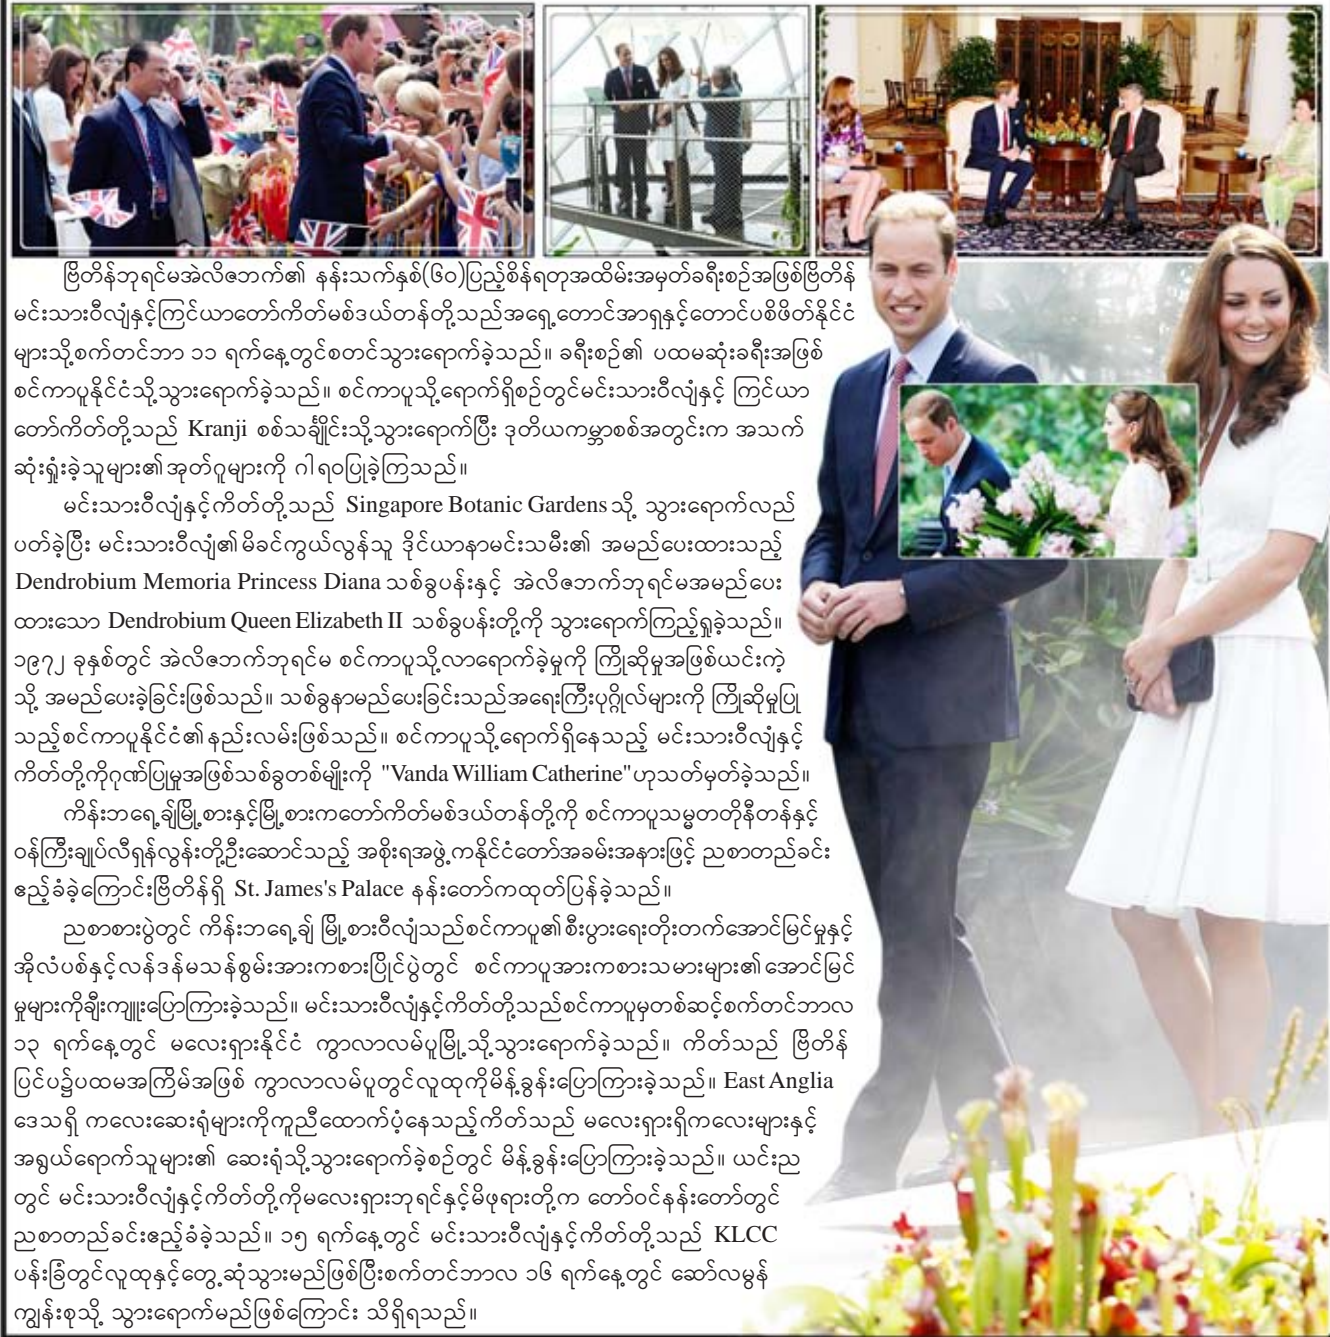 ဗြိတိန်ဘုရင်မအဲလိဇဘက်၏ နန်းသက်နှစ်(၆၀)ပြည့်စိန်ရတုအထိမ်းအမှတ်ခရီးစဉ်အဖြစ်ဗြိတိန်
မင်းသားဝီလျံနှင့်ကြင်ယာတော်ကိတ်မစ်ဒယ်တန်တို့သည်အရှေ့တောင်အာရှနှင့်တောင်ပစိဖိတ်နိုင်ငံ
များသို့စက်တင်ဘာ ၁၁ ရက်နေ့တွင်စတင်သွားရောက်ခဲ့သည်။ ခရီးစဉ်၏ ပထမဆုံးခရီးအဖြစ်
စင်ကာပူနိုင်ငံသို့သွားရောက်ခဲ့သည်။ စင်ကာပူသို့ရောက်ရှိစဉ်တွင်မင်းသားဝီလျံနှင့် ကြင်ယာ
တော်ကိတ်တို့သည် Kranji စစ်သင်္ချိုင်းသို့သွားရောက်ပြီး ဒုတိယကမ္ဘာစစ်အတွင်းက အသက်
ဆုံးရှုံးခဲ့သူများ၏အုတ်ဂူများကို ဂါရဝပြုခဲ့ကြသည်။
မင်းသားဝီလျံနှင့်ကိတ်တို့သည် Singapore Botanic Gardens သို့ သွားရောက်လည်
ပတ်ခဲ့ပြီး မင်းသားဝီလျံ၏မိခင်ကွယ်လွန်သူ ဒိုင်ယာနာမင်းသမီး၏ အမည်ပေးထားသည့်
Dendrobium Memoria Princess Diana သစ်ခွပန်းနှင့် အဲလိဇဘက်ဘုရင်မအမည်ပေး
ထားသော Dendrobium Queen Elizabeth II သစ်ခွပန်းတို့ကို သွားရောက်ကြည့်ရှုခဲ့သည်။
၁၉၇၂ ခုနှစ်တွင် အဲလိဇဘက်ဘုရင်မ စင်ကာပူသို့လာရောက်ခဲ့မှုကို ကြိုဆိုမှုအဖြစ်ယင်းကဲ့
သို့ အမည်ပေးခဲ့ခြင်းဖြစ်သည်။ သစ်ခွနာမည်ပေးခြင်းသည်အရေးကြီးပုဂ္ဂိုလ်များကို ကြိုဆိုမှုပြု
သည့်စင်ကာပူနိုင်ငံ၏နည်းလမ်းဖြစ်သည်။ စင်ကာပူသို့ရောက်ရှိနေသည့် မင်းသားဝီလျံနှင့်
ကိတ်တို့ကိုဂုဏ်ပြုမှုအဖြစ်သစ်ခွတစ်မျိုးကို "Vanda William Catherine"ဟုသတ်မှတ်ခဲ့သည်။
ကိန်းဘရေ့ချ်မြို့စားနှင့်မြို့စားကတော်ကိတ်မစ်ဒယ်တန်တို့ကို စင်ကာပူသမ္မတတိုနီတန်နှင့်
ဝန်ကြီးချုပ်လီရှန်လွန်းတို့ဦးဆောင်သည့် အစိုးရအဖွဲ့ကနိုင်ငံတော်အခမ်းအနားဖြင့် ညစာတည်ခင်း
ဧည့်ခံခဲ့ကြောင်းဗြိတိန်ရှိ St. James's Palace နန်းတော်ကထုတ်ပြန်ခဲ့သည်။
ညစာစားပွဲတွင် ကိန်းဘရေ့ချ် မြို့စားဝီလျံသည်စင်ကာပူ၏စီးပွားရေးတိုးတက်အောင်မြင်မှုနှင့်
အိုလံပစ်နှင့်လန်ဒန်မသန်စွမ်းအားကစားပြိုင်ပွဲတွင် စင်ကာပူအားကစားသမားများ၏အောင်မြင်
မှုများကိုချီးကျူးပြောကြားခဲ့သည်။ မင်းသားဝီလျံနှင့်ကိတ်တို့သည်စင်ကာပူမှတစ်ဆင့်စက်တင်ဘာလ
၁၃ ရက်နေ့တွင် မလေးရှားနိုင်ငံ ကွာလာလမ်ပူမြို့သို့သွားရောက်ခဲ့သည်။ ကိတ်သည် ဗြိတိန်
ပြင်ပ၌ပထမအကြိမ်အဖြစ် ကွာလာလမ်ပူတွင်လူထုကိုမိန့်ခွန်းပြောကြားခဲ့သည်။ East Anglia
ဒေသရှိ ကလေးဆေးရုံများကိုကူညီထောက်ပံ့နေသည့်ကိတ်သည် မလေးရှားရှိကလေးများနှင့်
အရွယ်ရောက်သူများ၏ ဆေးရုံသို့သွားရောက်ခဲ့စဉ်တွင် မိန့်ခွန်းပြောကြားခဲ့သည်။ ယင်းည
တွင် မင်းသားဝီလျံနှင့်ကိတ်တို့ကိုမလေးရှားဘုရင်နှင့်မိဖုရားတို့က တော်ဝင်နန်းတော်တွင်
ညစာတည်ခင်းဧည့်ခံခဲ့သည်။ ၁၅ ရက်နေ့တွင် မင်းသားဝီလျံနှင့်ကိတ်တို့သည် KLCC
ပန်းခြံတွင်လူထုနှင့်တွေ့ဆုံသွားမည်ဖြစ်ပြီးစက်တင်ဘာလ ၁၆ ရက်နေ့တွင် ဆော်လမွန်
ကျွန်းစုသို့ သွားရောက်မည်ဖြစ်ကြောင်း သိရှိရသည်။